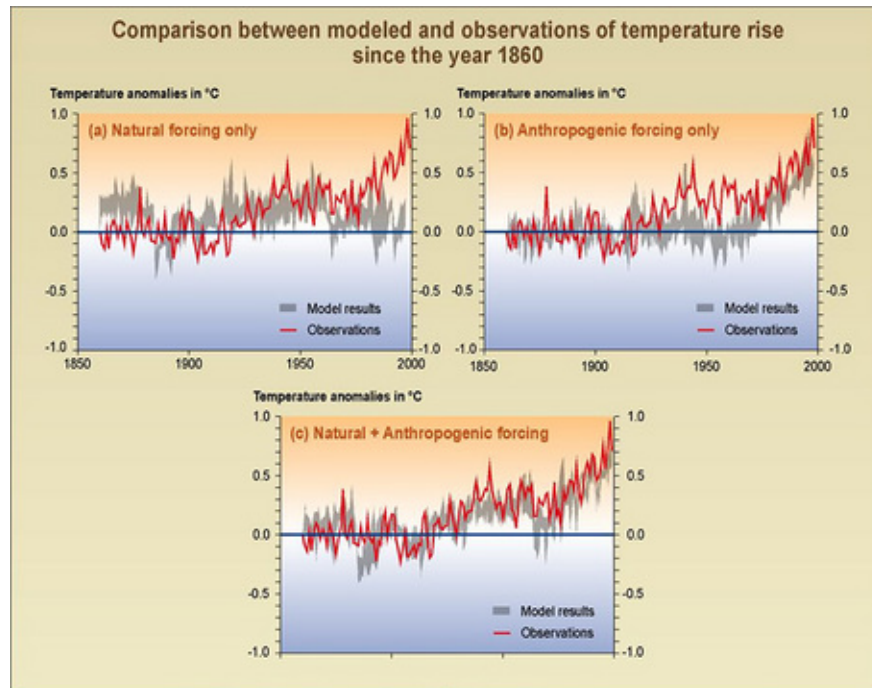 Comparison between modeled and observations of temperature rise
since the year 1860
Temperature anomalies in °C
1.0
0.5
0.0
-0.5
-1.0
1850
1900
1950
2000
(a) Natural forcing only
Model results
Observations
1.0
0.5
0.0
-0.5
-1.0
Temperature anomalies in °C
1.0
0.5
0.0
-0.5
-1.0
1850
1900
1950
2000
(b) Anthropogenic forcing only
Model results
Observations
1.0
0.5
0.0
-0.5
-1.0
Temperature anomalies in °C
1.0
0.5
0.0
-0.5
-1.0
(c) Natural + Anthropogenic forcing
Model results
Observations
1.0
0.5
0.0
-0.5
-1.0